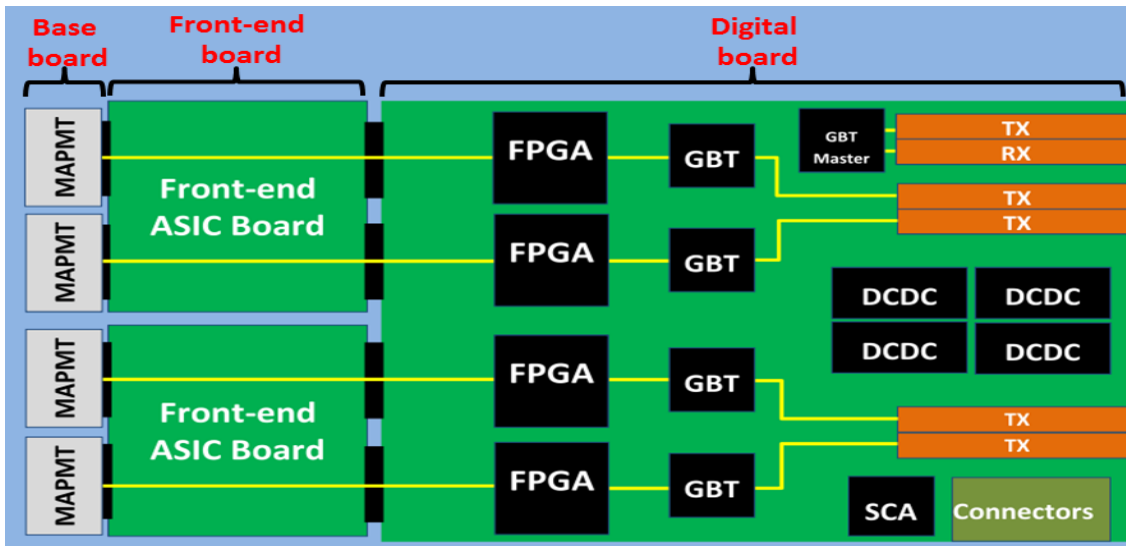 Base
board
Front-end
board
Digital
board
MAPMT
MAPMT
MAPMT
MAPMT
Front-end
ASIC Board
Front-end
ASIC Board
FPGA
FPGA
FPGA
FPGA
GBT
GBT
GBT
GBT
GBT
Master
TX
RX
TX
TX
DCDC
DCDC
DCDC
DCDC
TX
TX
SCA
Connectors